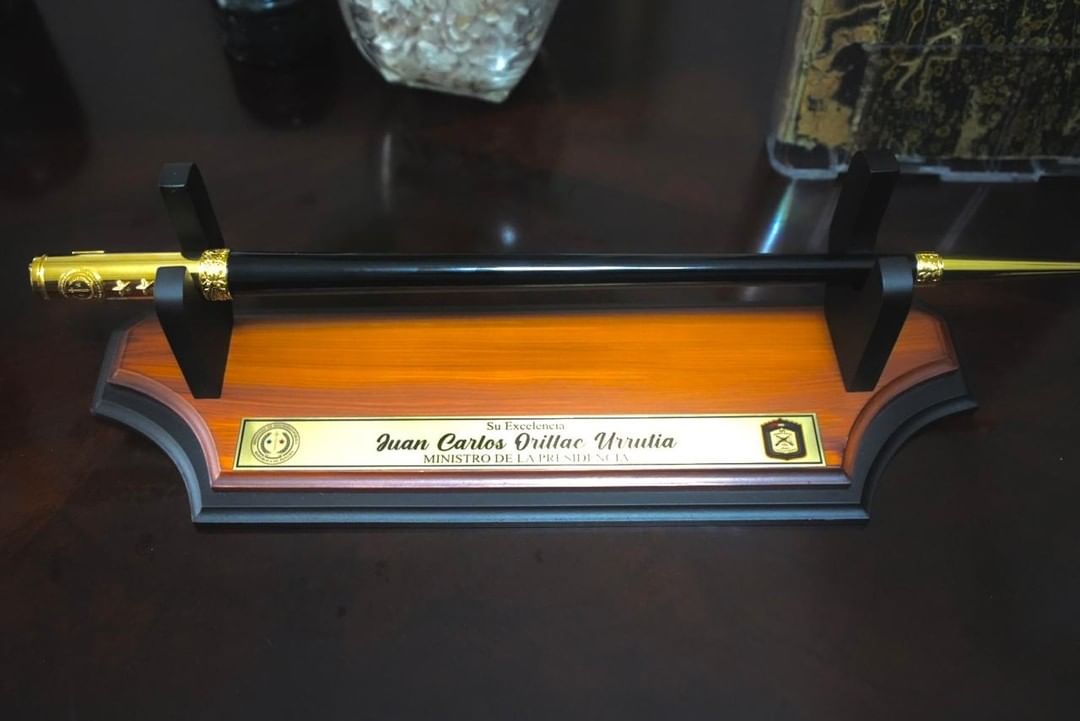 Su Excelencia
Juan Carlos Orillac Urrutia
MINISTRO DE LA PRESIDENCIA